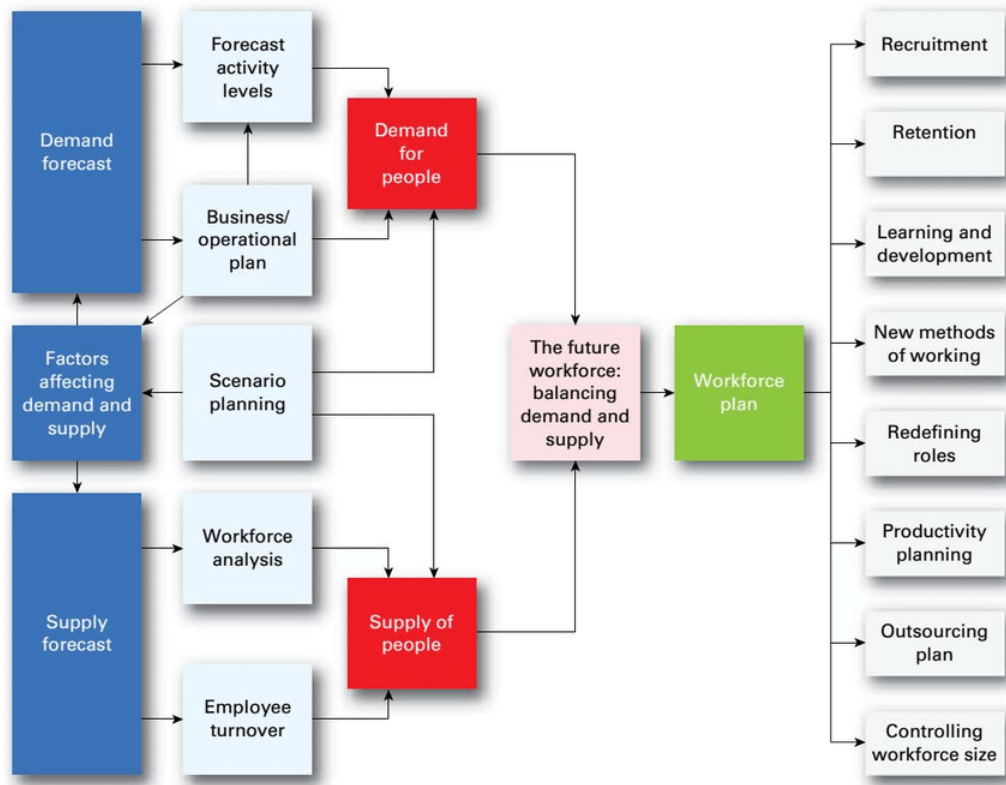 Demand
forecast
Forecast
activity
levels
Business/
operational
plan
Demand
for
people
Factors
affecting
demand and
supply
Scenario
planning
Supply
forecast
Workforce
analysis
Employee
turnover
Supply of
people
The future
workforce:
balancing
demand and
supply
Workforce
plan
Recruitment
Retention
Learning and
development
New methods
of working
Redefining
roles
Productivity
planning
Outsourcing
plan
Controlling
workforce size